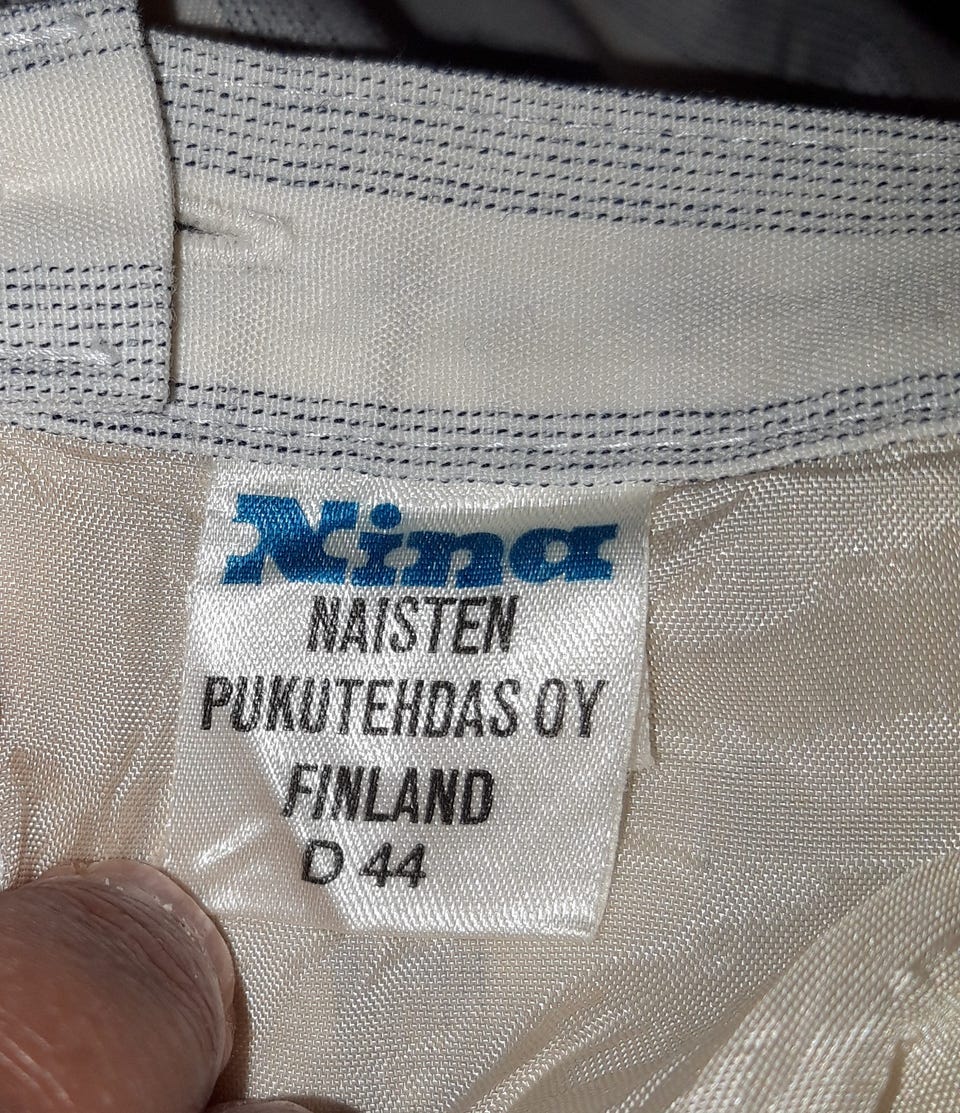 Nina
NAISTEN
PUKUTEHDAS OY
FINLAND
D 44